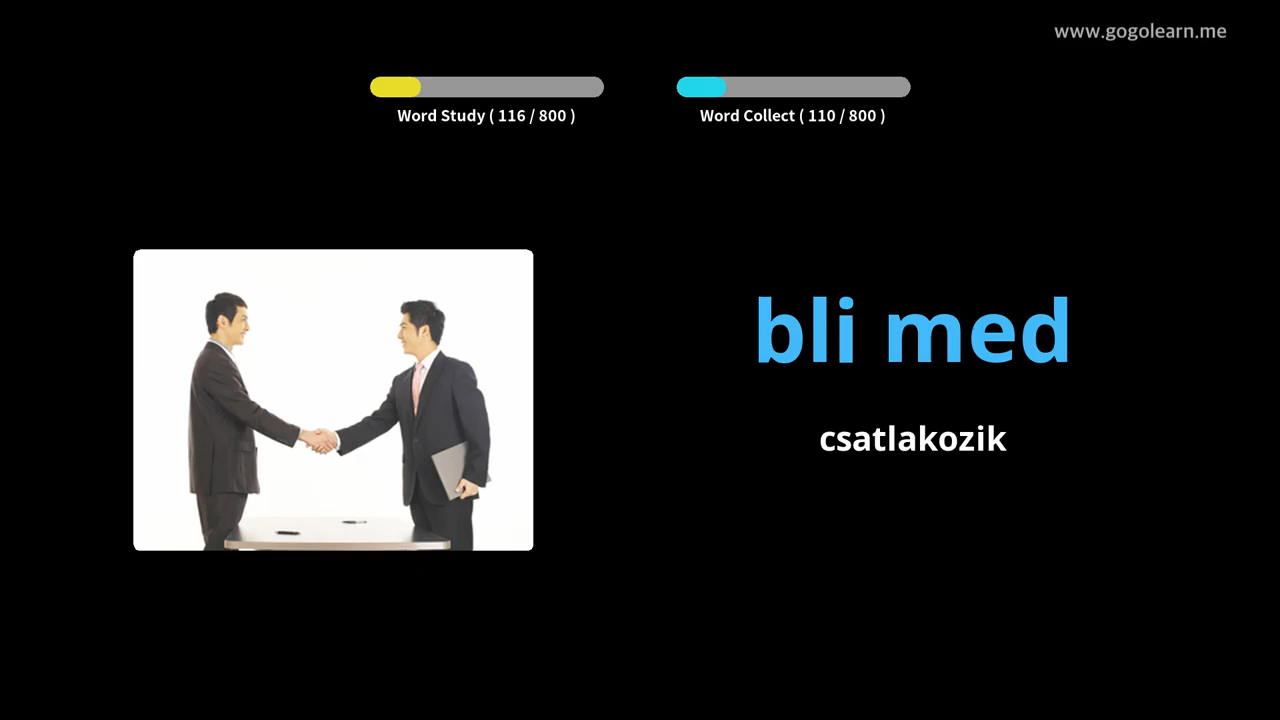 www.gogolearn.me
Word Study ( 116 / 800 )
Word Collect ( 110 / 800 )
bli med
csatlakozik